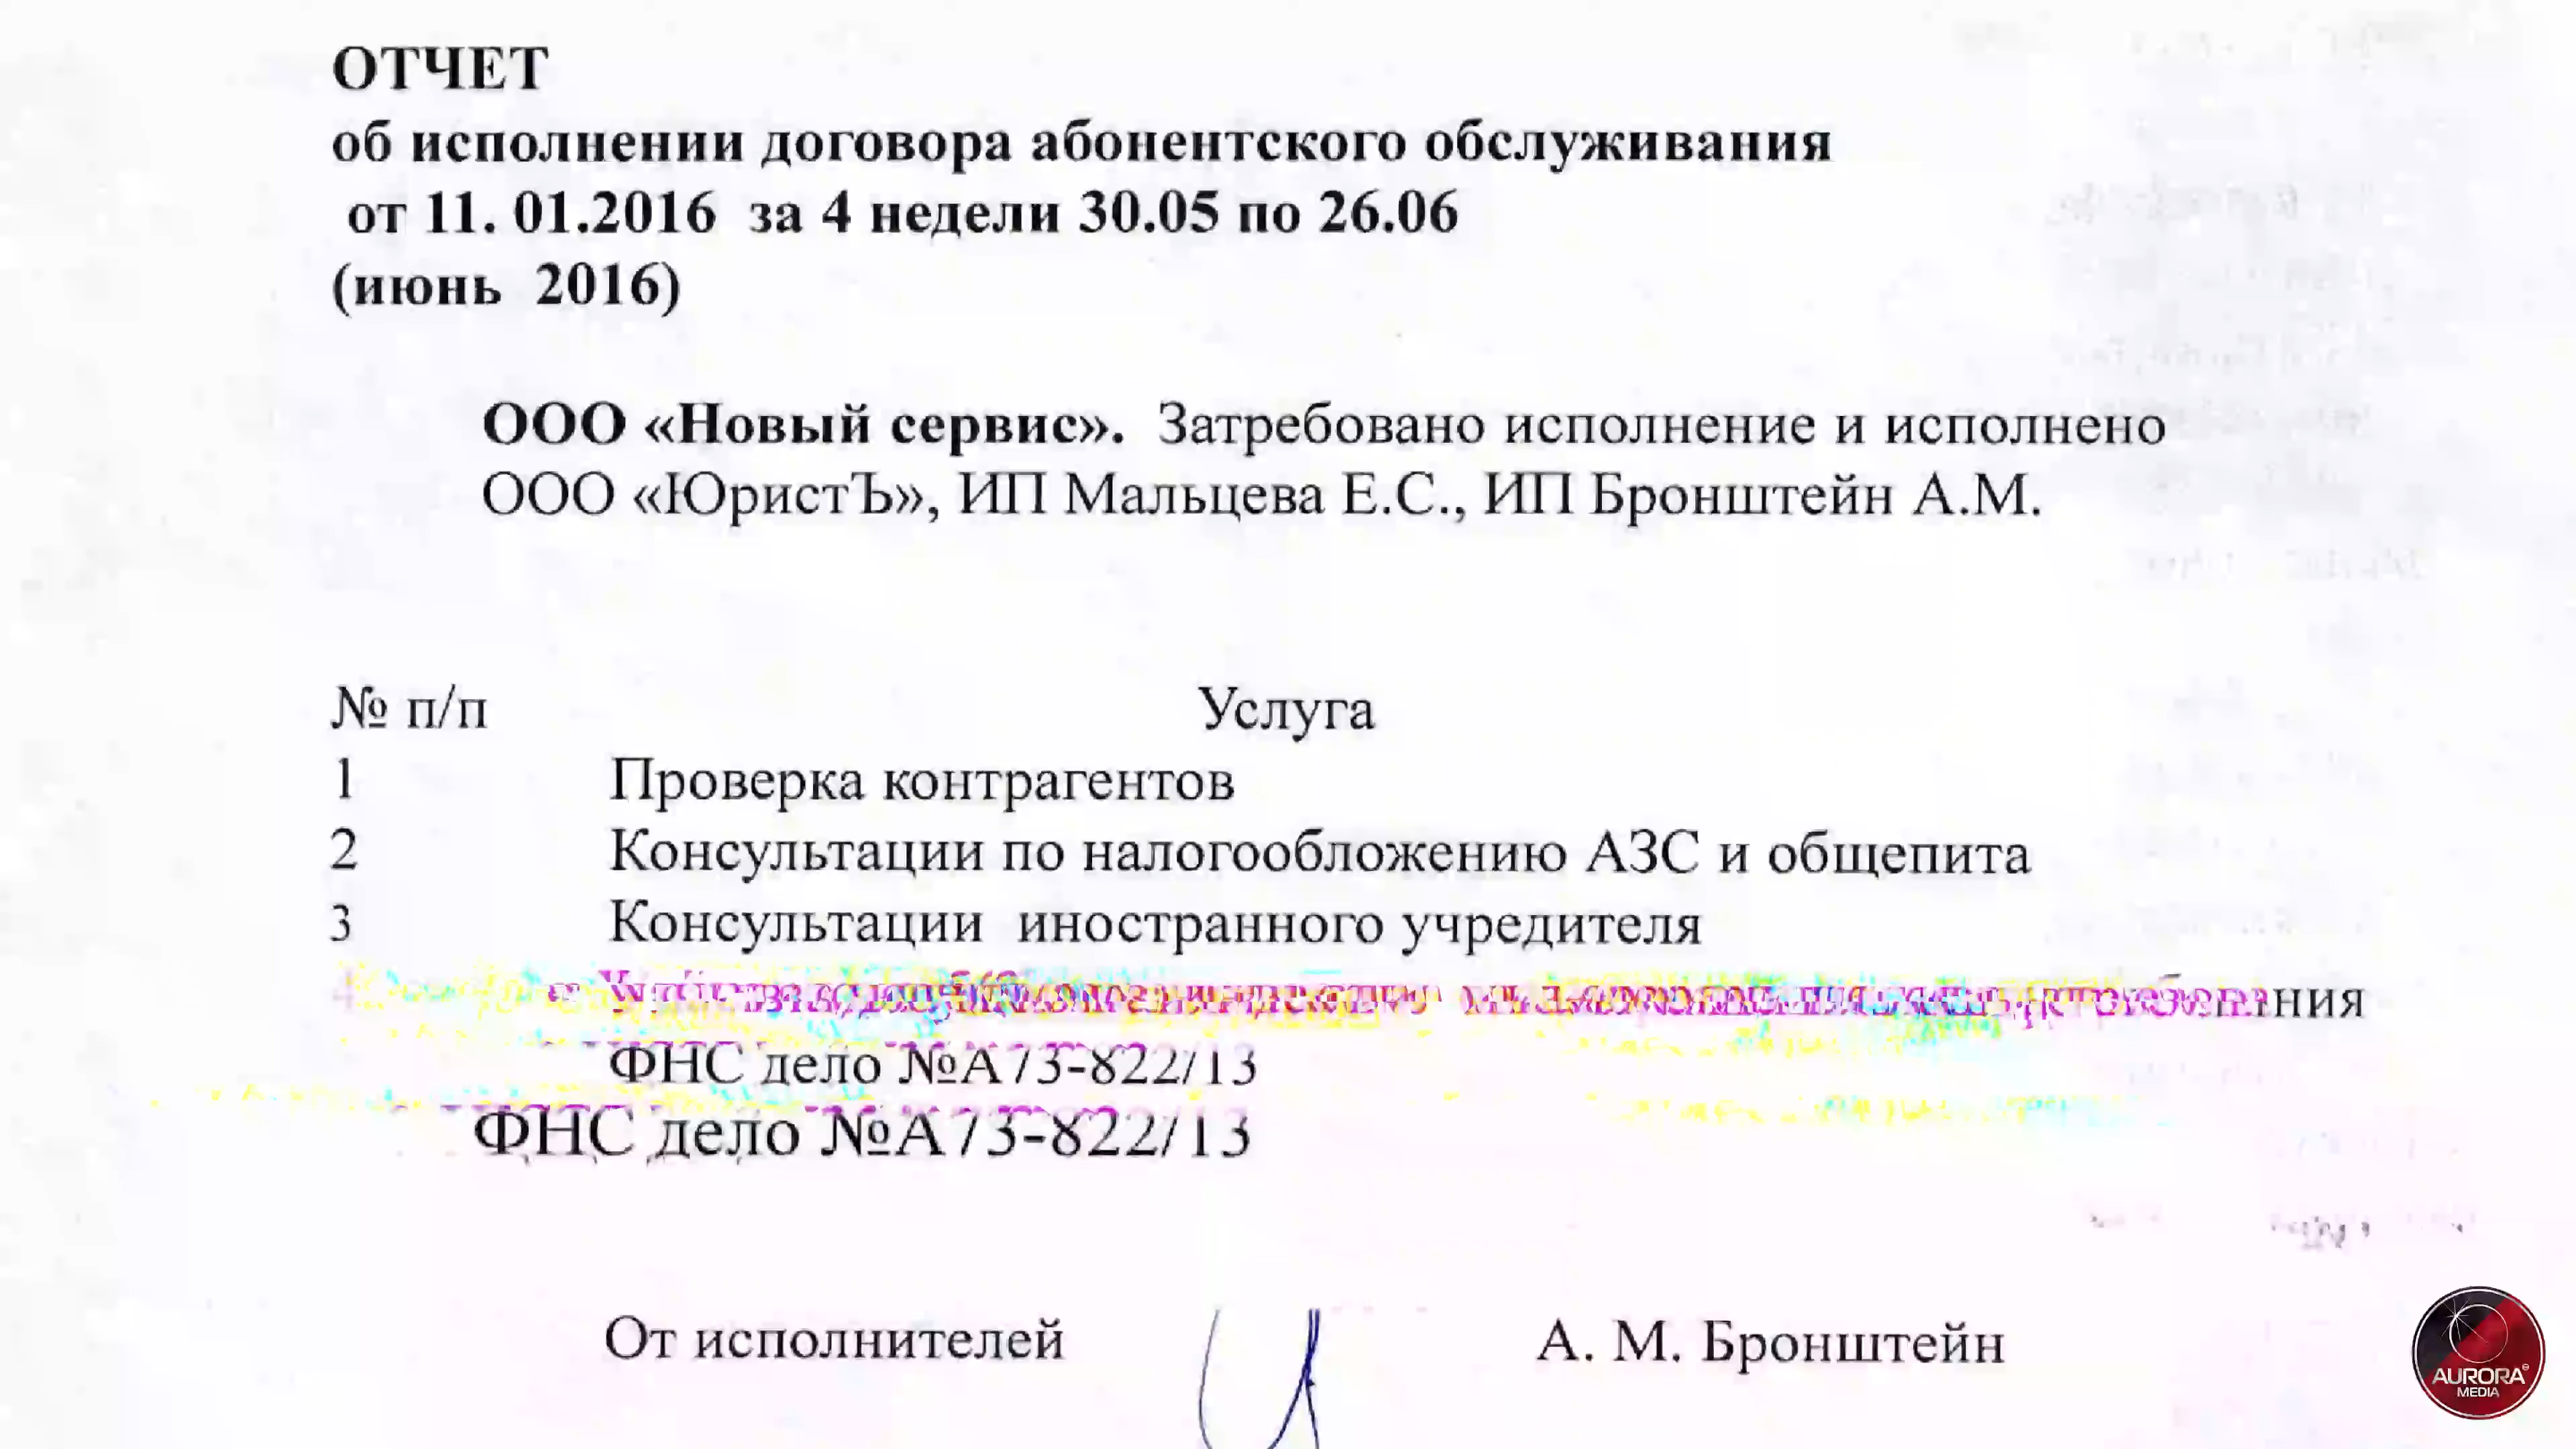 ОТЧЕТ
об исполнении договора абонентского обслуживания
от 11. 01.2016 за 4 недели 30.05 по 26.06
(июнь 2016)
ООО «Новый сервис». Затребовано исполнение и исполнено
ООО «ЮристЪ», ИП Мальцева Е.С., ИП Бронштейн А.М.
№ п/п Услуга
1 Проверка контрагентов
2 Консультации по налогообложению АЗС и общепита
3 Консультации иностранного учредителя
4
ФНС дело №А73-822/13
ФНС дело №А73-822/13
От исполнителей А. М. Бронштейн
AURORA
MEDIA